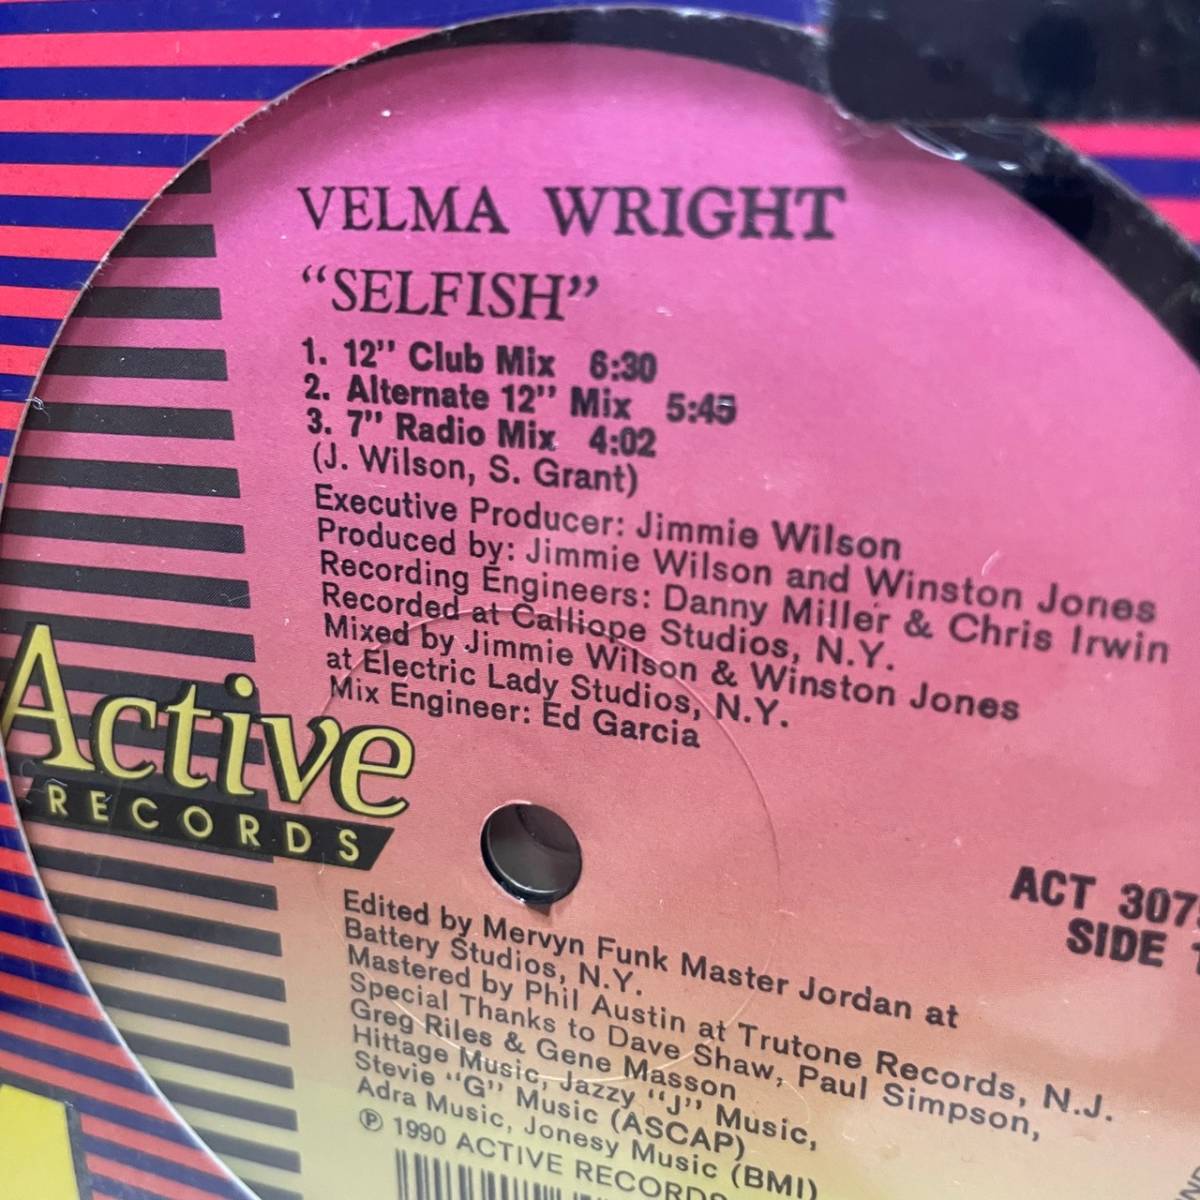 VELMA WRIGHT
“SELFISH”
1. 12” Club Mix 6:30
2. Alternate 12” Mix 5:45
3. 7” Radio Mix 4:02
(J. Wilson, S. Grant)
Executive Producer: Jimmie Wilson
Produced by: Jimmie Wilson and Winston Jones
Recording Engineers: Danny Miller & Chris Irwin
Recorded at Calliope Studios, N.Y.
Mixed by Jimmie Wilson & Winston Jones
at Electric Lady Studios, N.Y.
Mix Engineer: Ed Garcia
Active
RECORDS
ACT
SIDE
Edited by Mervyn Funk Master Jordan at
Battery Studios, N.Y.
Mastered by Phil Austin at Trutone Records, N.J.
Special Thanks to Dave Shaw, Paul Simpson,
Greg Riles & Gene Masson
Hittage Music, Jazzy “J” Music,
Stevie “G” Music (ASCAP)
Adra Music, Jonesy Music (BMI)
℗ 1990 ACTIVE RECORDS